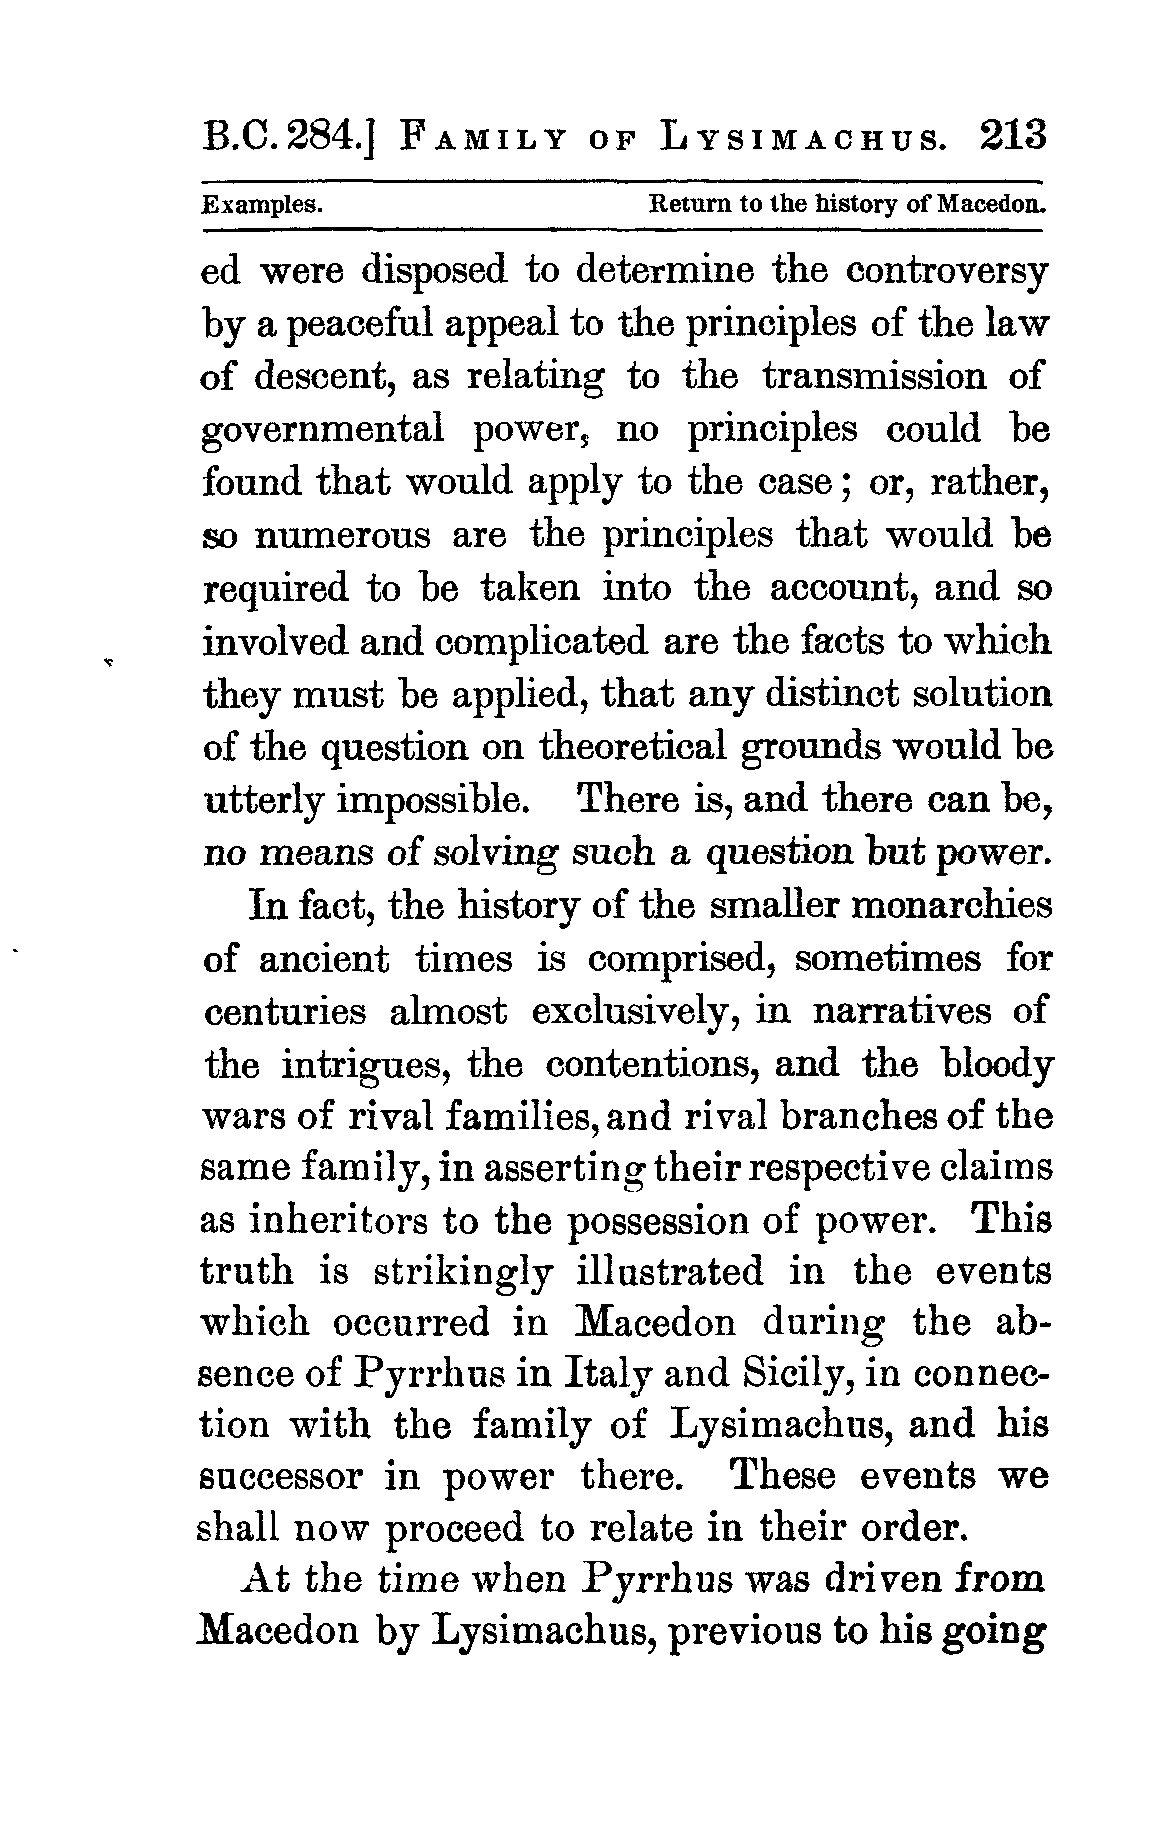 B.C. 284.] FAMILY OF LYSIMACHUS. 213
Examples. Return to the history of Macedon.
ed were disposed to determine the controversy
by a peaceful appeal to the principles of the law
of descent, as relating to the transmission of
governmental power, no principles could be
found that would apply to the case; or, rather,
so numerous are the principles that would be
required to be taken into the account, and so
involved and complicated are the facts to which
they must be applied, that any distinct solution
of the question on theoretical grounds would be
utterly impossible. There is, and there can be,
no means of solving such a question but power.
In fact, the history of the smaller monarchies
of ancient times is comprised, sometimes for
centuries almost exclusively, in narratives of
the intrigues, the contentions, and the bloody
wars of rival families, and rival branches of the
same family, in asserting their respective claims
as inheritors to the possession of power. This
truth is strikingly illustrated in the events
which occurred in Macedon during the ab-
sence of Pyrrhus in Italy and Sicily, in connec-
tion with the family of Lysimachus, and his
successor in power there. These events we
shall now proceed to relate in their order.
At the time when Pyrrhus was driven from
Macedon by Lysimachus, previous to his going